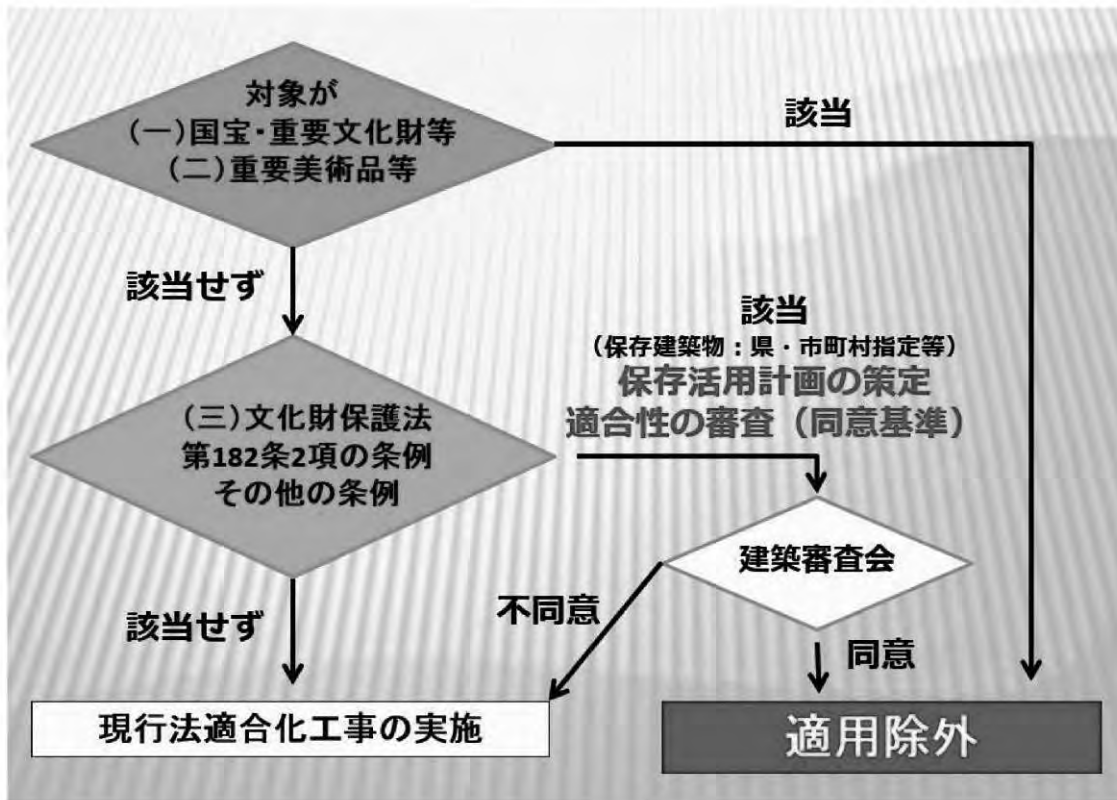 対象が
(一)国宝・重要文化財等
(二)重要美術品等
該当
該当せず
該当
(保存建築物：県・市町村指定等)
保存活用計画の策定
適合性の審査（同意基準）
(三)文化財保護法
第182条2項の条例
その他の条例
建築審査会
該当せず
不同意
同意
現行法適合化工事の実施
適用除外